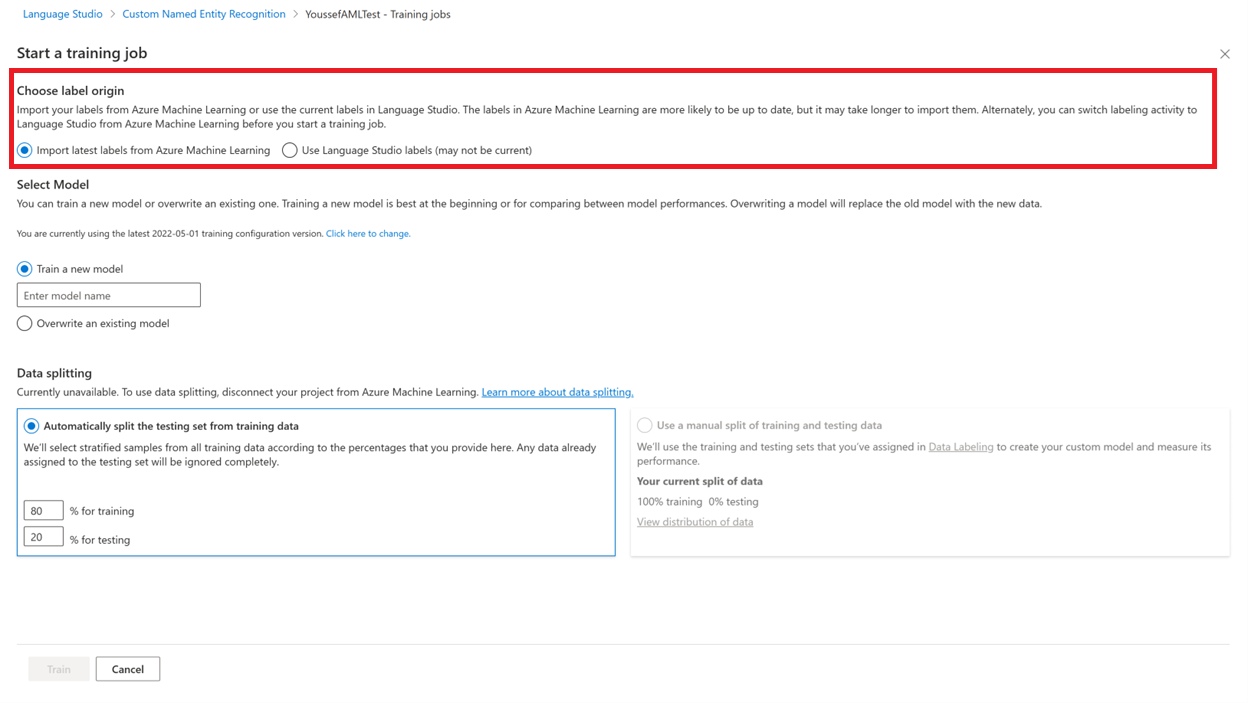 Language Studio > Custom Named Entity Recognition > YoussefAMLTest - Training jobs
Start a training job
Choose label origin
Import your labels from Azure Machine Learning or use the current labels in Language Studio. The labels in Azure Machine Learning are more likely to be up to date, but it may take longer to import them. Alternately, you can switch labeling activity to
Language Studio from Azure Machine Learning before you start a training job.
Import latest labels from Azure Machine Learning Use Language Studio labels (may not be current)
Select Model
You can train a new model or overwrite an existing one. Training a new model is best at the beginning or for comparing between model performances. Overwriting a model will replace the old model with the new data.
You are currently using the latest 2022-05-01 training configuration version. Click here to change.
Train a new model
Enter model name
Overwrite an existing model
Data splitting
Currently unavailable. To use data splitting, disconnect your project from Azure Machine Learning. Learn more about data splitting.
Automatically split the testing set from training data
We'll select stratified samples from all training data according to the percentages that you provide here. Any data already
assigned to the testing set will be ignored completely.
80 % for training
20 % for testing
Use a manual split of training and testing data
We'll use the training and testing sets that you've assigned in Data Labeling to create your custom model and measure its
performance.
Your current split of data
100% training 0% testing
View distribution of data
Train Cancel